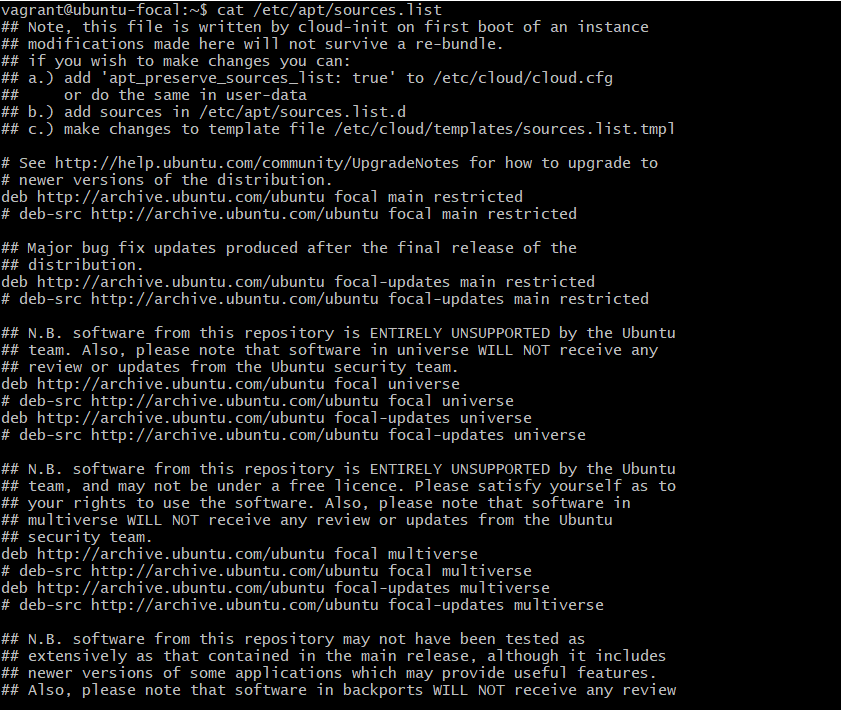 vagrant@ubuntu-focal:~$ cat /etc/apt/sources.list
## Note, this file is written by cloud-init on first boot of an instance
## modifications made here will not survive a re-bundle.
## if you wish to make changes you can:
## a.) add 'apt_preserve_sources_list: true' to /etc/cloud/cloud.cfg
##     or do the same in user-data
## b.) add sources in /etc/apt/sources.list.d
## c.) make changes to template file /etc/cloud/templates/sources.list.tmpl

# See http://help.ubuntu.com/community/UpgradeNotes for how to upgrade to
# newer versions of the distribution.
deb http://archive.ubuntu.com/ubuntu focal main restricted
# deb-src http://archive.ubuntu.com/ubuntu focal main restricted

## Major bug fix updates produced after the final release of the
## distribution.
deb http://archive.ubuntu.com/ubuntu focal-updates main restricted
# deb-src http://archive.ubuntu.com/ubuntu focal-updates main restricted

## N.B. software from this repository is ENTIRELY UNSUPPORTED by the Ubuntu
## team. Also, please note that software in universe WILL NOT receive any
## review or updates from the Ubuntu security team.
deb http://archive.ubuntu.com/ubuntu focal universe
# deb-src http://archive.ubuntu.com/ubuntu focal universe
deb http://archive.ubuntu.com/ubuntu focal-updates universe
# deb-src http://archive.ubuntu.com/ubuntu focal-updates universe

## N.B. software from this repository is ENTIRELY UNSUPPORTED by the Ubuntu
## team, and may not be under a free licence. Please satisfy yourself as to
## your rights to use the software. Also, please note that software in
## multiverse WILL NOT receive any review or updates from the Ubuntu
## security team.
deb http://archive.ubuntu.com/ubuntu focal multiverse
# deb-src http://archive.ubuntu.com/ubuntu focal multiverse
deb http://archive.ubuntu.com/ubuntu focal-updates multiverse
# deb-src http://archive.ubuntu.com/ubuntu focal-updates multiverse

## N.B. software from this repository may not have been tested as
## extensively as that contained in the main release, although it includes
## newer versions of some applications which may provide useful features.
## Also, please note that software in backports WILL NOT receive any review